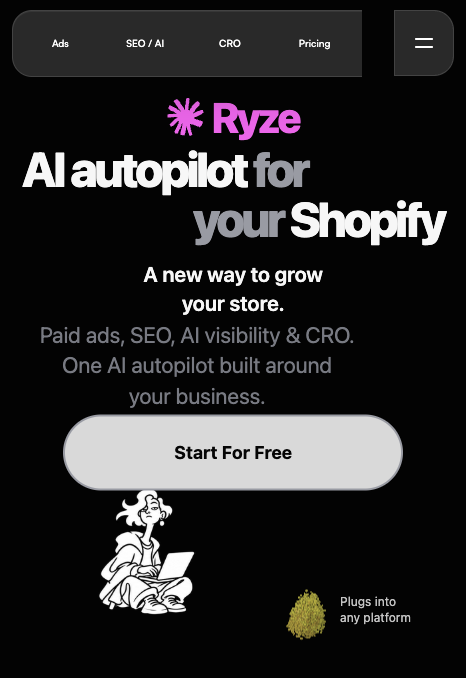 Ads
SEO / AI
CRO
Pricing
Ryze
AI autopilot for
your Shopify
A new way to grow
your store.
Paid ads, SEO, AI visibility & CRO.
One AI autopilot built around
your business.
Start For Free
Plugs into
any platform